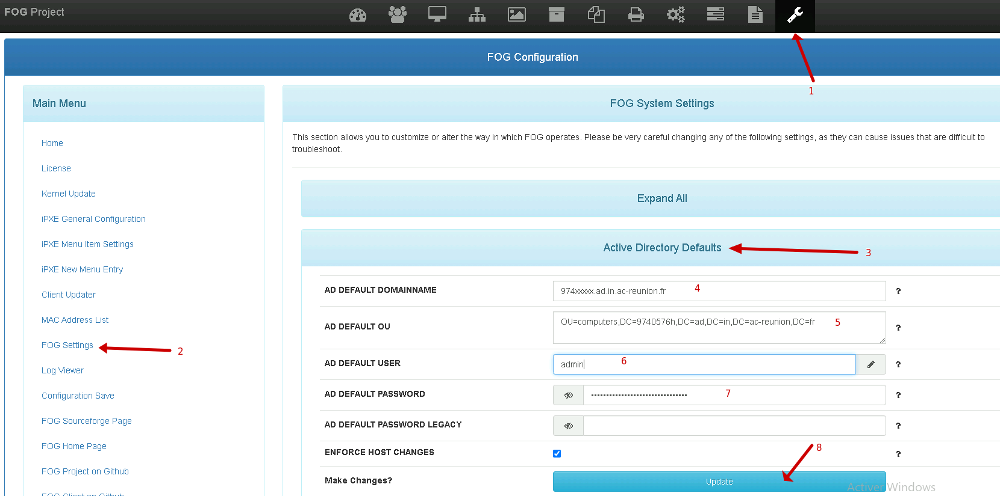 FOG Project
1
FOG Configuration
Main Menu
Home
License
Kernel Update
iPXE General Configuration
iPXE Menu Item Settings
iPXE New Menu Entry
Client Updater
MAC Address List
FOG Settings
2
Log Viewer
Configuration Save
FOG Sourceforge Page
FOG Home Page
FOG Project on Github
FOG Client on Github
FOG System Settings
This section allows you to customize or alter the way in which FOG operates. Please be very careful changing any of the following settings, as they can cause issues that are difficult to
troubleshoot.
Expand All
Active Directory Defaults
3
AD DEFAULT DOMAINNAME 974xxxxx.ad.in.ac-reunion.fr 4 ?
AD DEFAULT OU OU=computers,DC=9740576h,DC=ad,DC=in,DC=ac-reunion,DC=fr 5 ?
AD DEFAULT USER admin 6 ?
AD DEFAULT PASSWORD 7 ?
AD DEFAULT PASSWORD LEGACY ?
ENFORCE HOST CHANGES ?
8
Make Changes? Update
Activer Windows